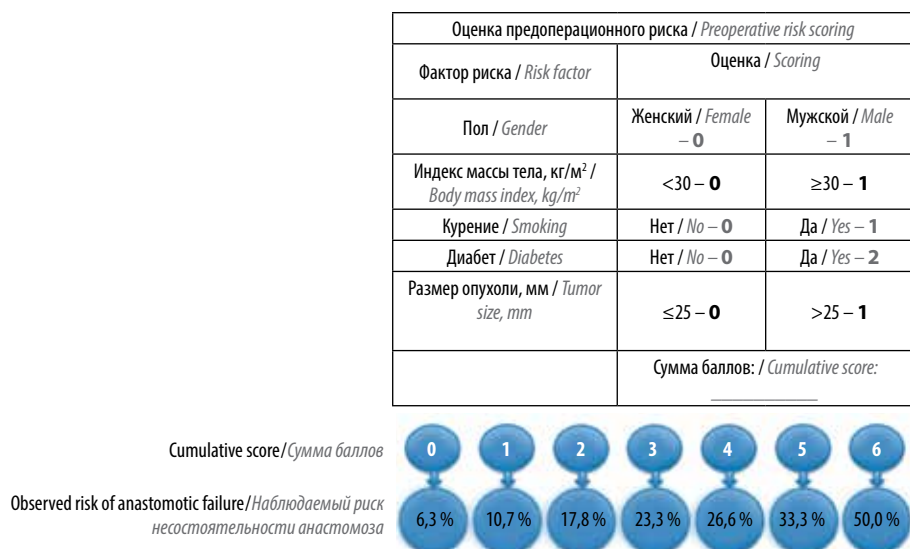 Оценка предоперационного риска / Preoperative risk scoring
Фактор риска / Risk factor
Оценка / Scoring
Пол / Gender
Женский / Female
– 0
Мужской / Male
– 1
Индекс массы тела, кг/м² /
Body mass index, kg/m²
<30 – 0
≥30 – 1
Курение / Smoking
Нет / No – 0
Да / Yes – 1
Диабет / Diabetes
Нет / No – 0
Да / Yes – 2
Размер опухоли, мм / Tumor
size, mm
≤25 – 0
>25 – 1
Сумма баллов: / Cumulative score:
____________
Cumulative score/Сумма баллов
0 1 2 3 4 5 6
Observed risk of anastomotic failure/Наблюдаемый риск
несостоятельности анастомоза
6,3 % 10,7 % 17,8 % 23,3 % 26,6 % 33,3 % 50,0 %